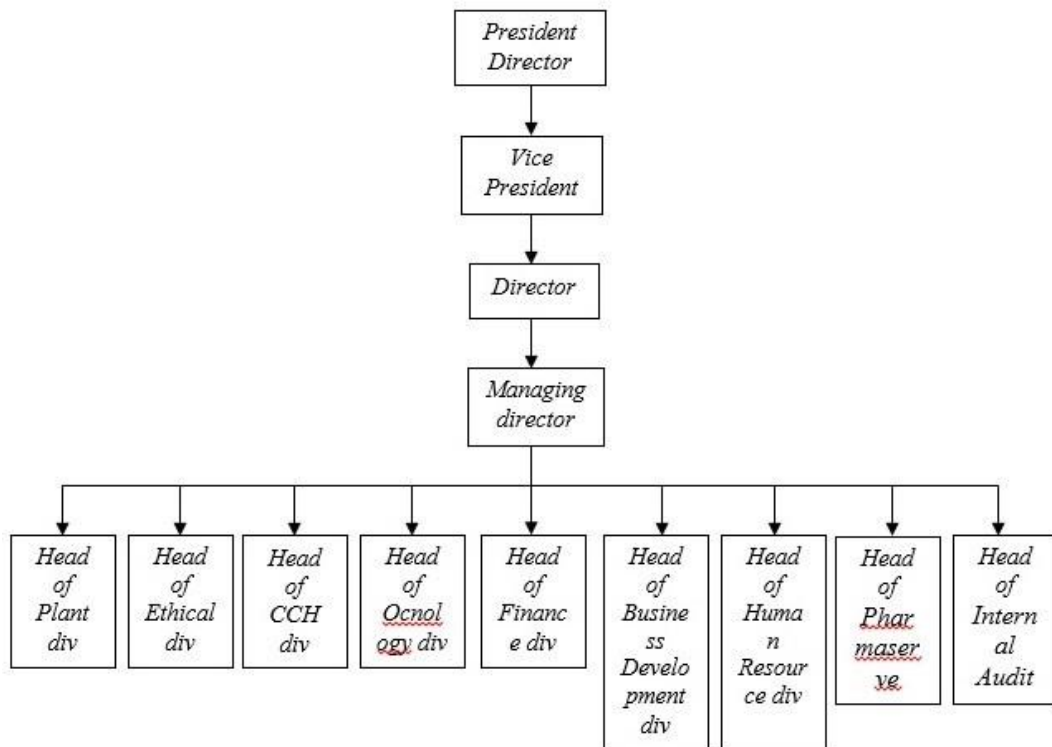 President
Director
Vice
President
Director
Managing
director
Head
of
Plant
div
Head
of
Ethical
div
Head
of
CCH
div
Head
of
Ocnol
ogy div
Head
of
Financ
e div
Head
of
Busine
ss
Develo
pment
div
Head
of
Huma
n
Resour
ce div
Head
of
Phar
maser
ve
Head
of
Intern
al
Audit